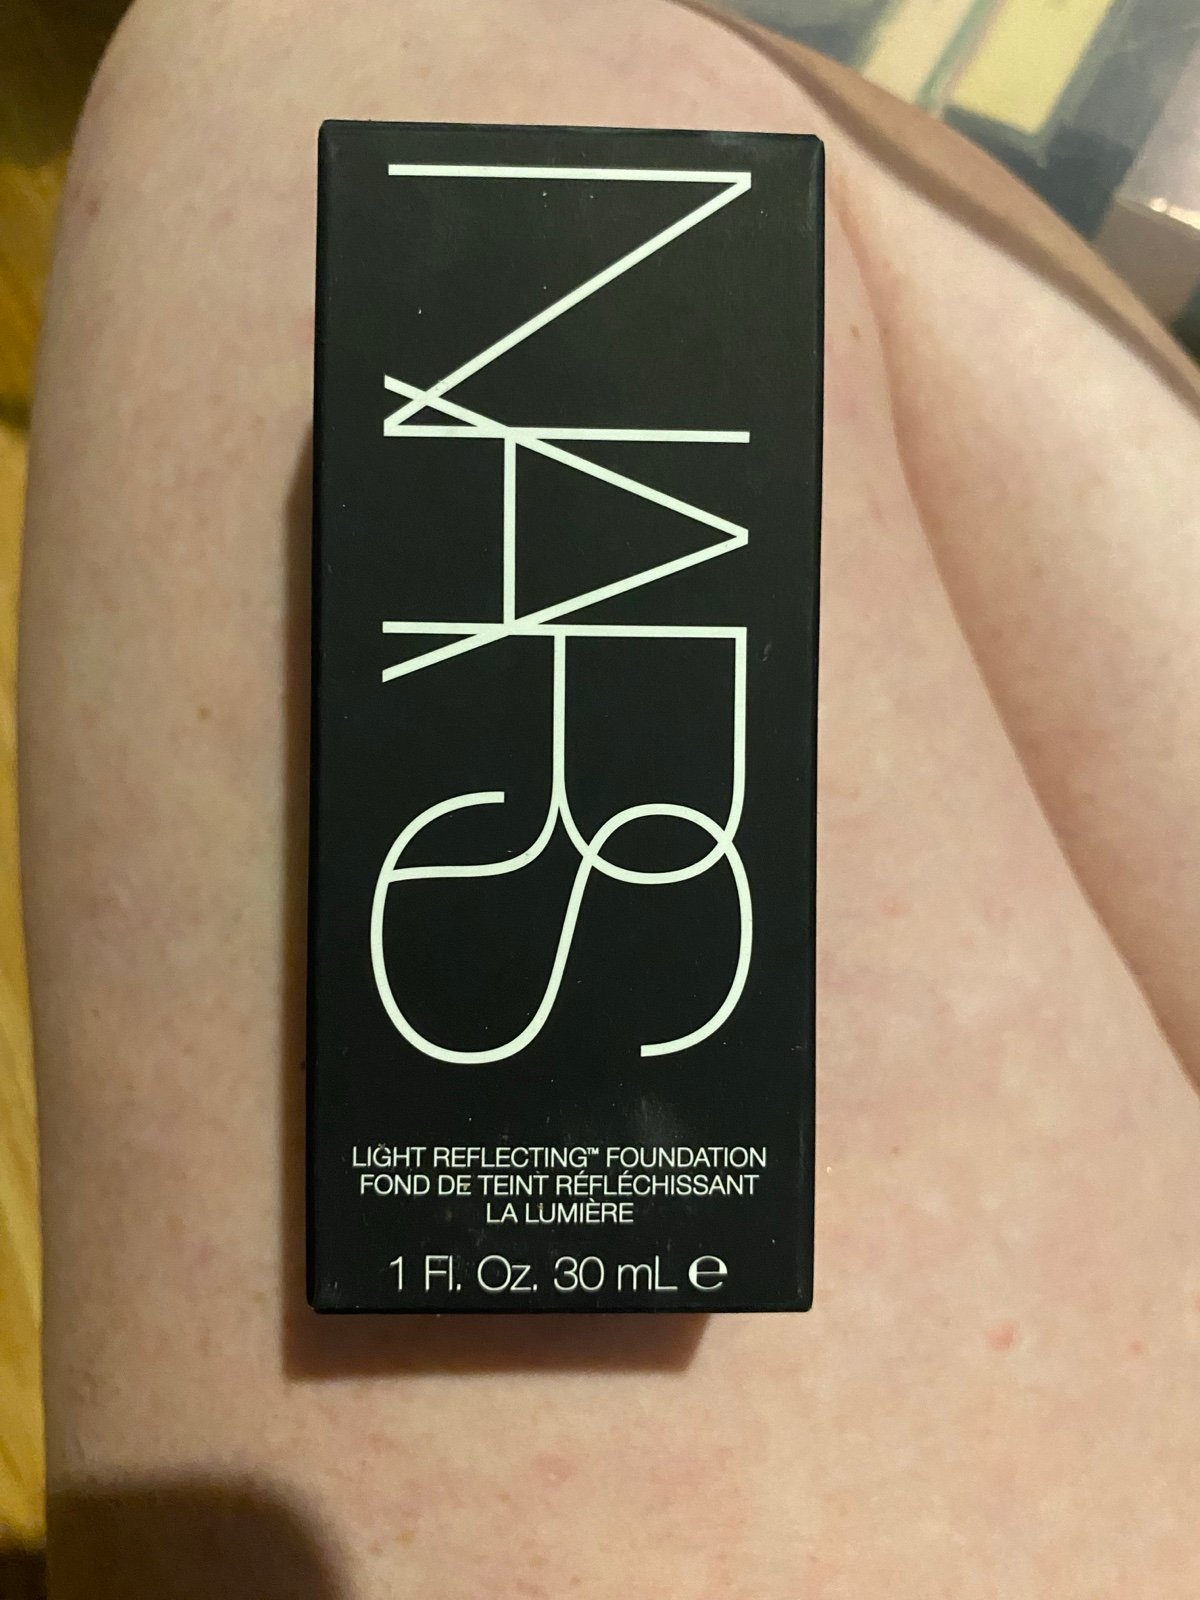 NARS
LIGHT REFLECTING™ FOUNDATION
FOND DE TEINT RÉFLÉCHISSANT
LA LUMIÈRE
1 Fl. Oz. 30 mL ℮